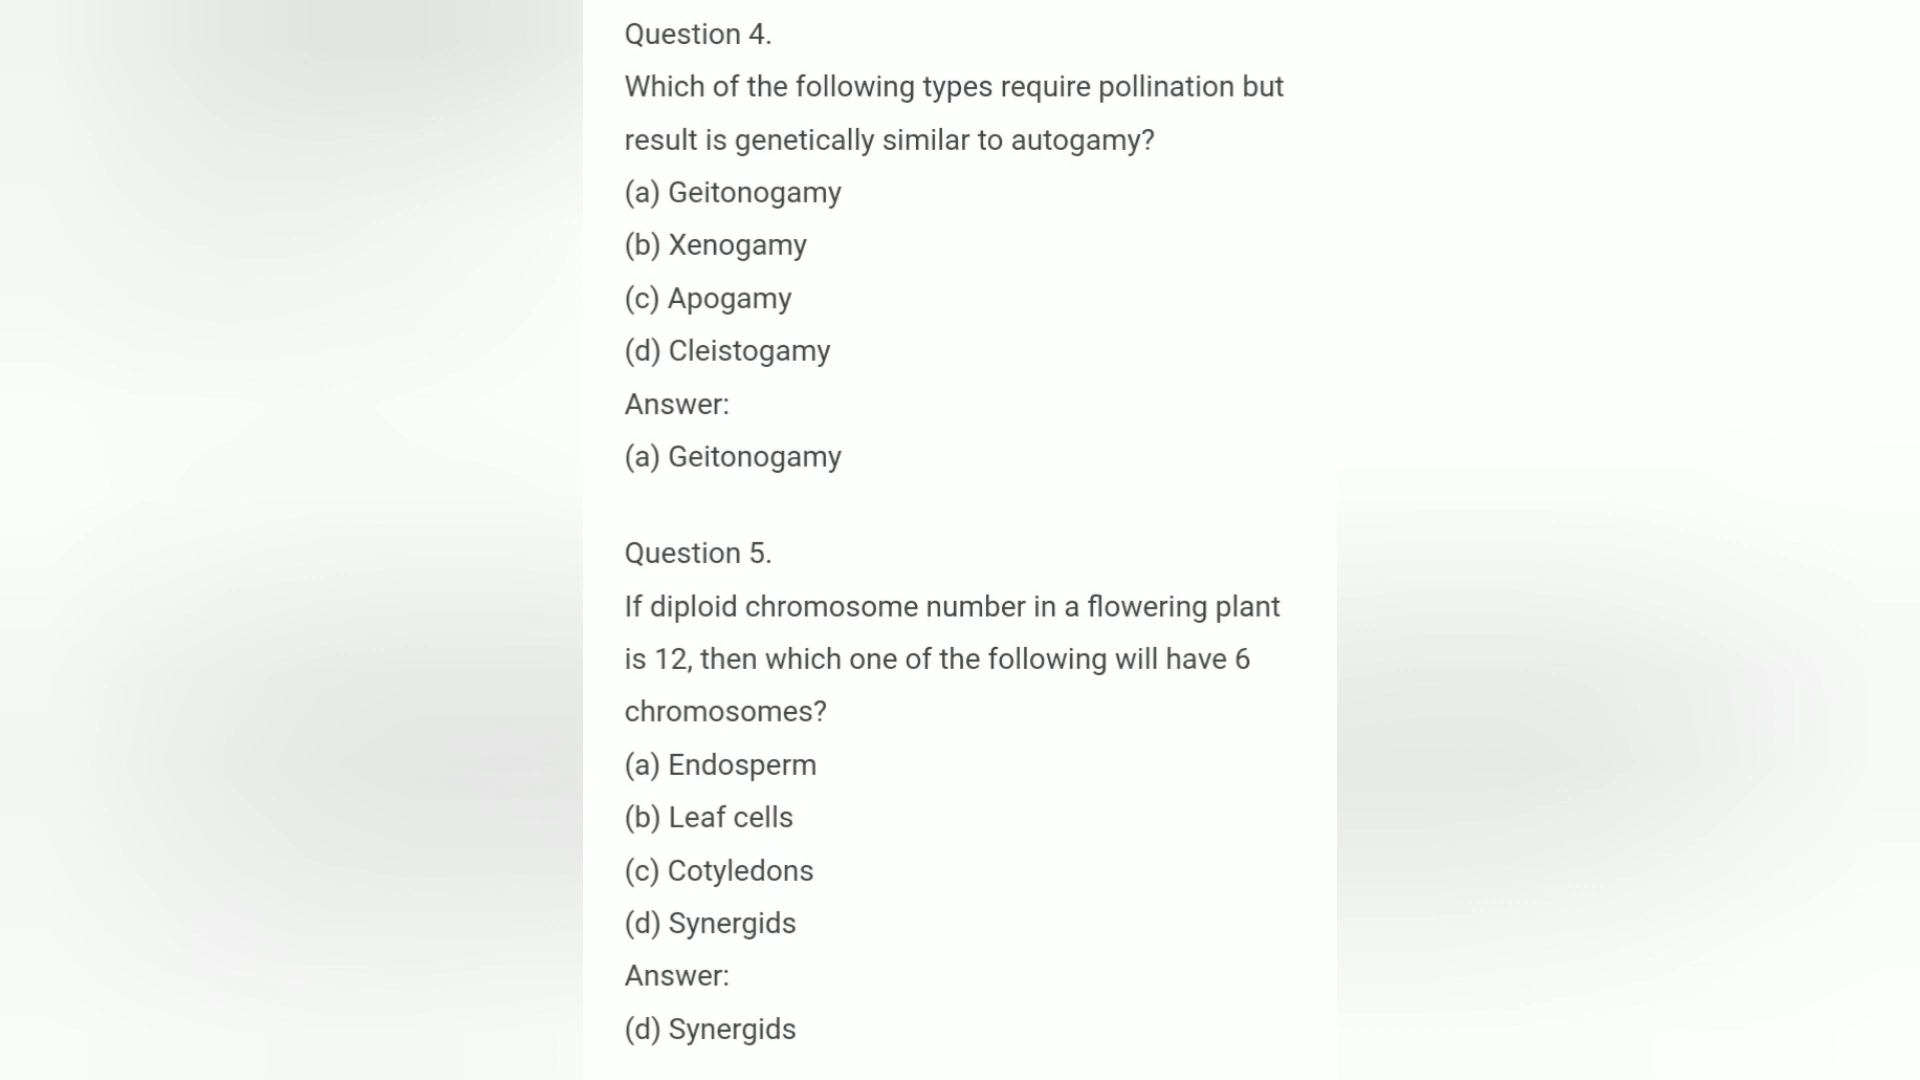 Question 4.
Which of the following types require pollination but
result is genetically similar to autogamy?
(a) Geitonogamy
(b) Xenogamy
(c) Apogamy
(d) Cleistogamy
Answer:
(a) Geitonogamy
Question 5.
If diploid chromosome number in a flowering plant
is 12, then which one of the following will have 6
chromosomes?
(a) Endosperm
(b) Leaf cells
(c) Cotyledons
(d) Synergids
Answer:
(d) Synergids